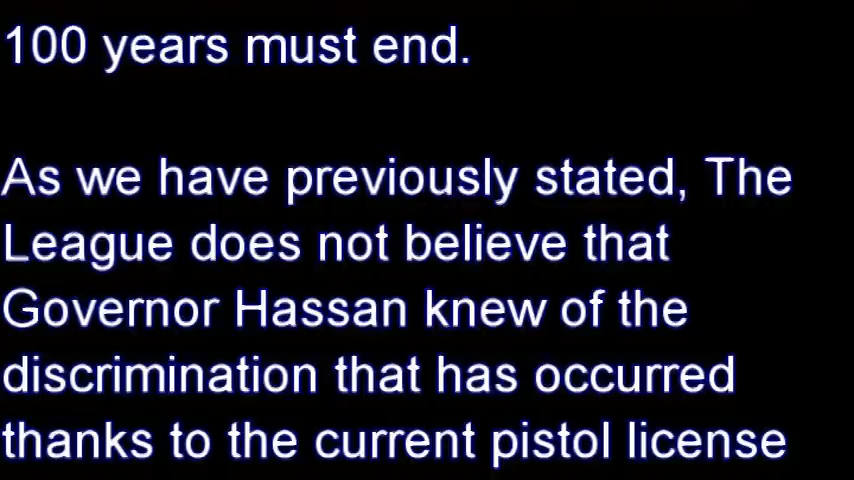 100 years must end.
As we have previously stated, The
League does not believe that
Governor Hassan knew of the
discrimination that has occurred
thanks to the current pistol license